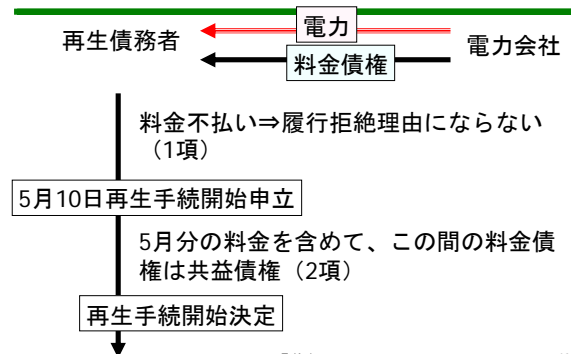 電力
再生債務者
電力会社
料金債権
料金不払い⇒履行拒絶理由にならない
（1項）
5月10日再生手続開始申立
5月分の料金を含めて、この間の料金債
権は共益債権（2項）
再生手続開始決定